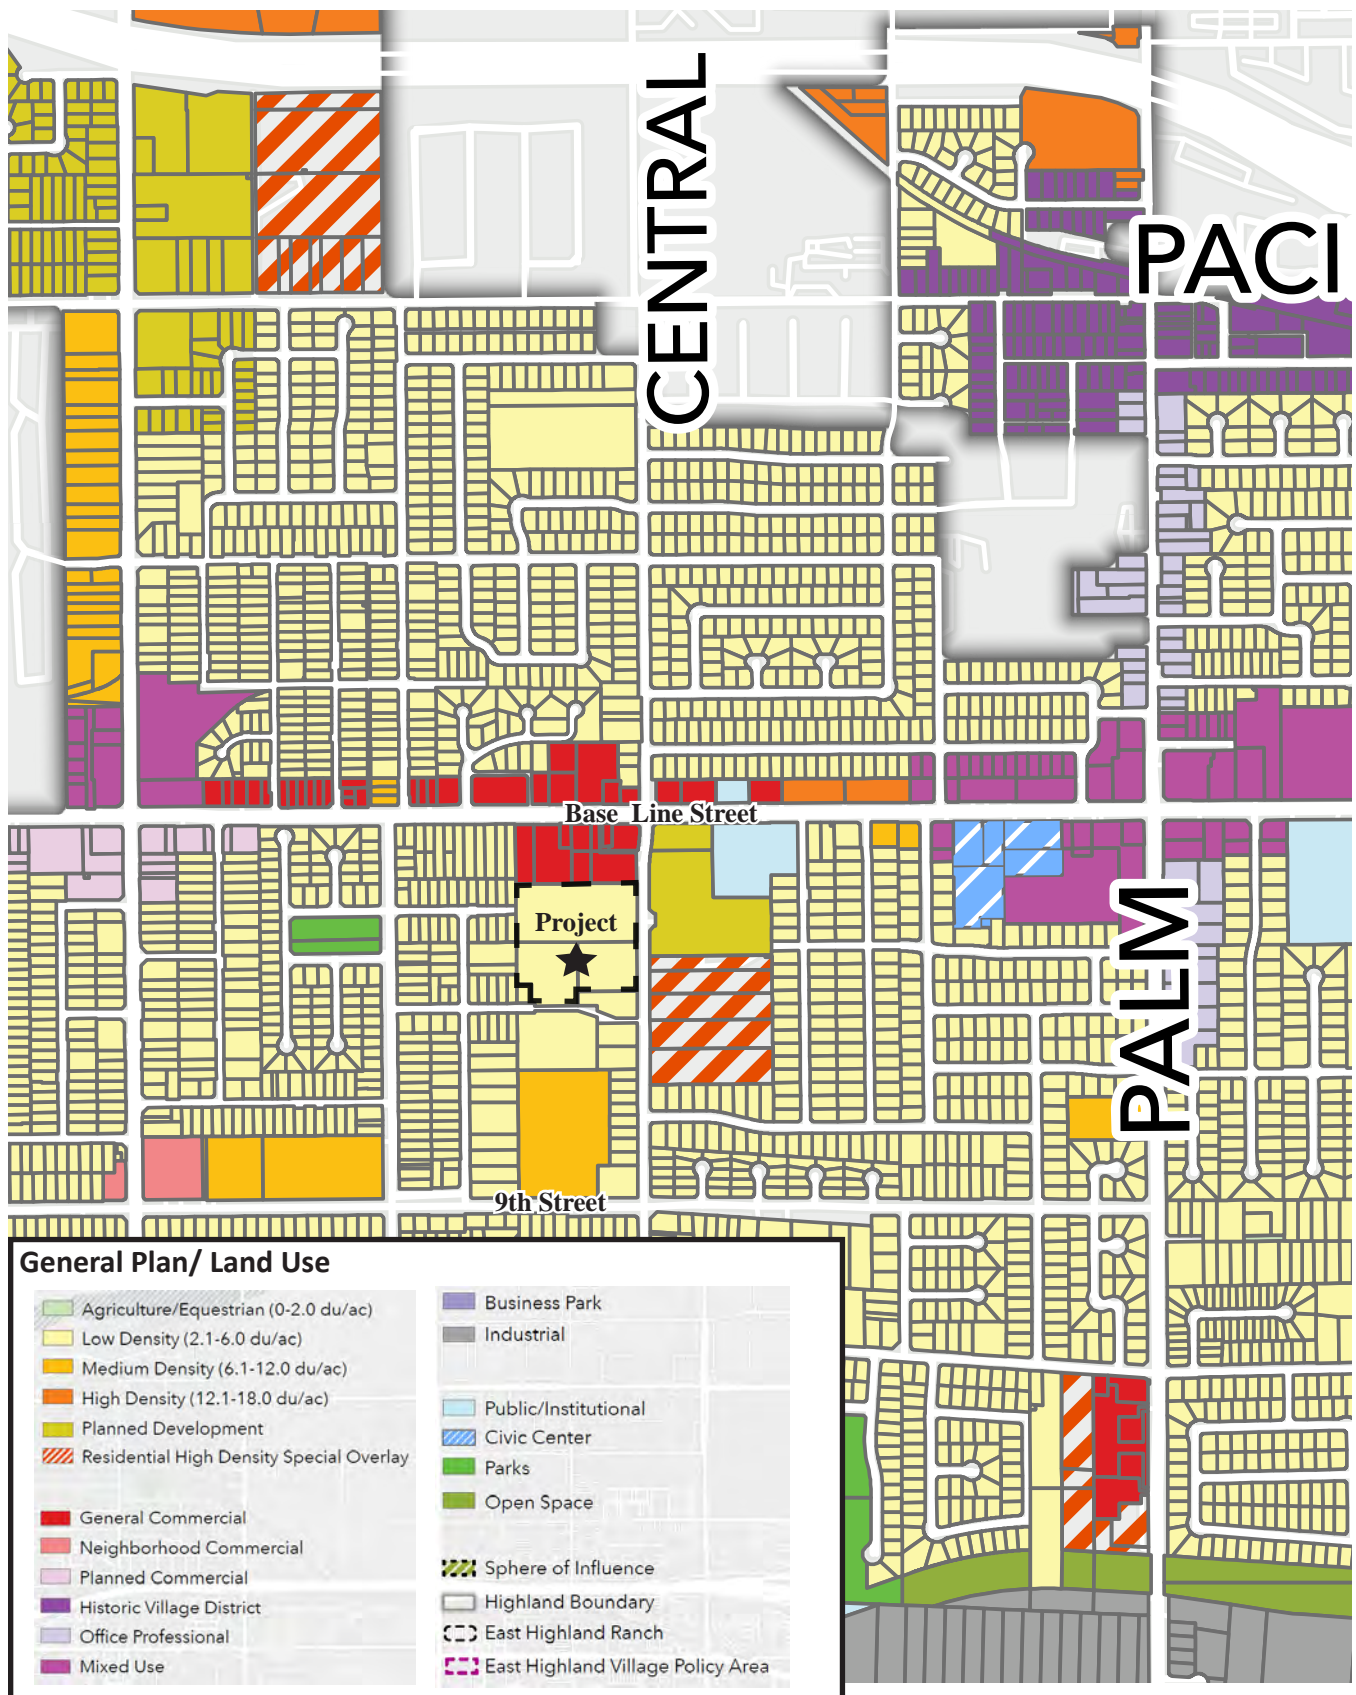 CENTRAL
PACI
Base Line Street
Project
PALM
9th Street
General Plan/ Land Use
Agriculture/Equestrian (0-2.0 du/ac)
Low Density (2.1-6.0 du/ac)
Medium Density (6.1-12.0 du/ac)
High Density (12.1-18.0 du/ac)
Planned Development
Residential High Density Special Overlay
General Commercial
Neighborhood Commercial
Planned Commercial
Historic Village District
Office Professional
Mixed Use
Business Park
Industrial
Public/Institutional
Civic Center
Parks
Open Space
Sphere of Influence
Highland Boundary
East Highland Ranch
East Highland Village Policy Area